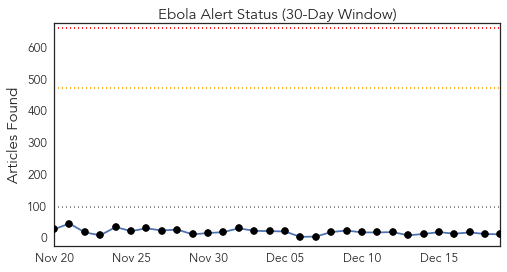 Ebola Alert Status (30-Day Window)
Articles Found
600
500
400
300
200
100
0
Nov 20 Nov 25 Nov 30 Dec 05 Dec 10 Dec 15